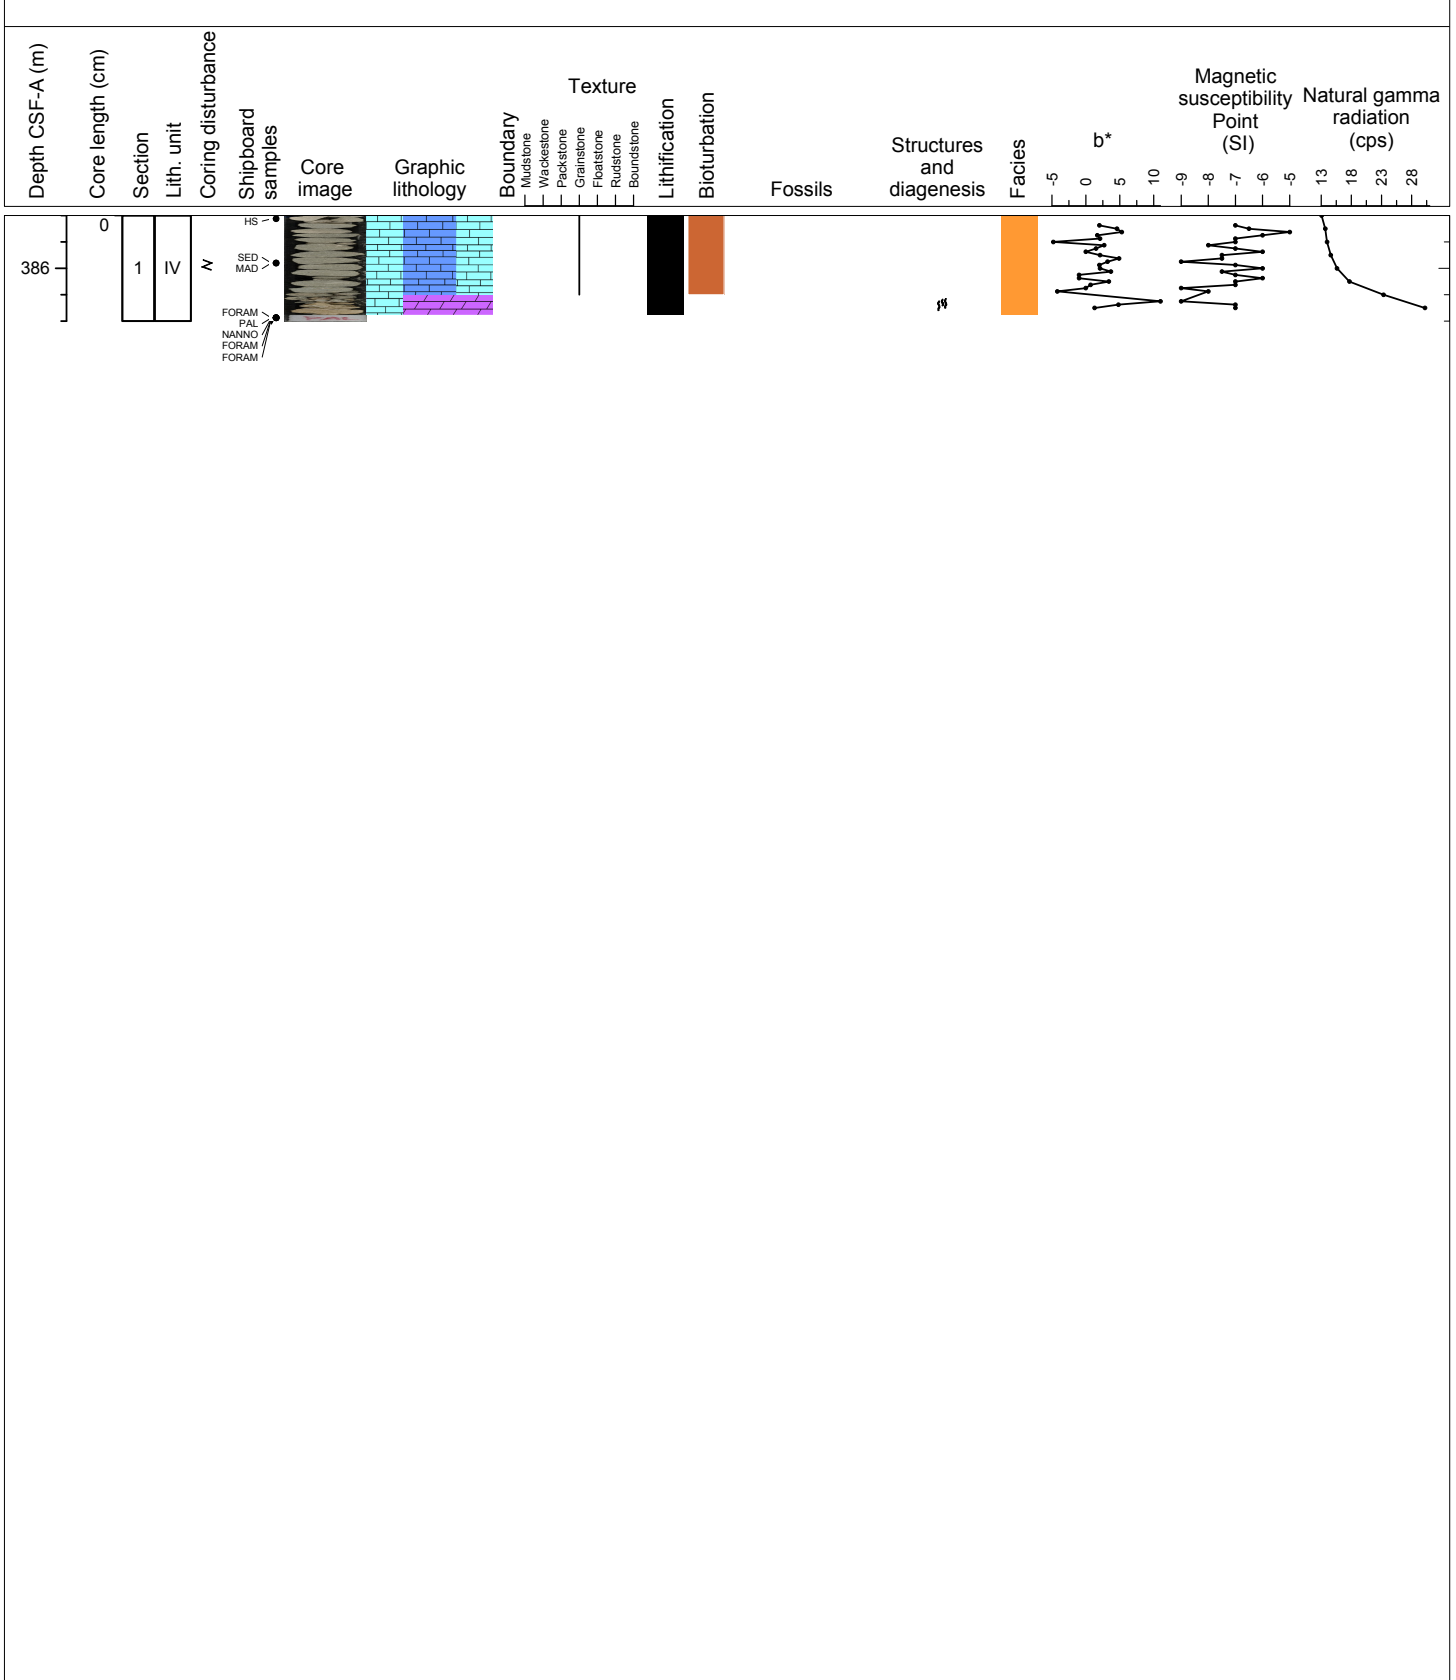 Depth CSF-A (m)
Core length (cm)
Section
Lith. unit
Coring disturbance
Shipboard
samples
Core
image
Graphic
lithology
Boundary
Texture
Mudstone
Wackestone
Packstone
Grainstone
Floatstone
Rudstone
Boundstone
Lithification
Bioturbation
Fossils
Structures
and
diagenesis
Facies
b*
-5 0 5 10
Magnetic
susceptibility
Point
(SI)
-9 -8 -7 -6 -5
Natural gamma
radiation
(cps)
13 18 23 28
0
386
1
IV
HS
SED
MAD
FORAM
PAL
NANNO
FORAM
FORAM
PAL